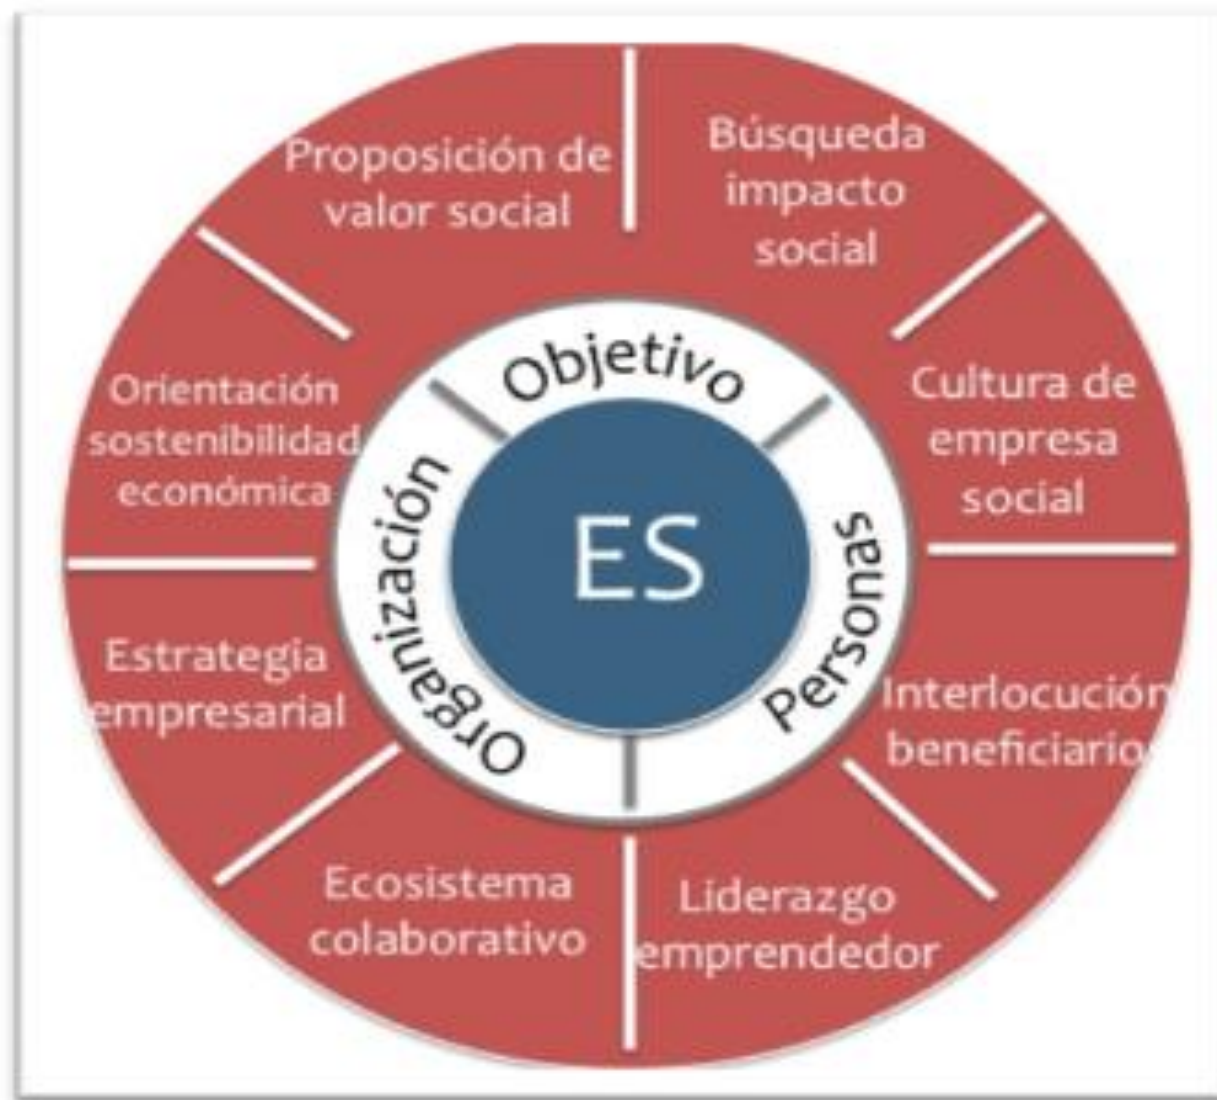 Proposición de
valor social
Búsqueda
impacto
social
Cultura de
empresa
social
Interlocución
beneficiario
Liderazgo
emprendedor
Ecosistema
colaborativo
Estrategia
empresarial
Orientación
sostenibilidad
económica
Objetivo
Personas
Organización
ES